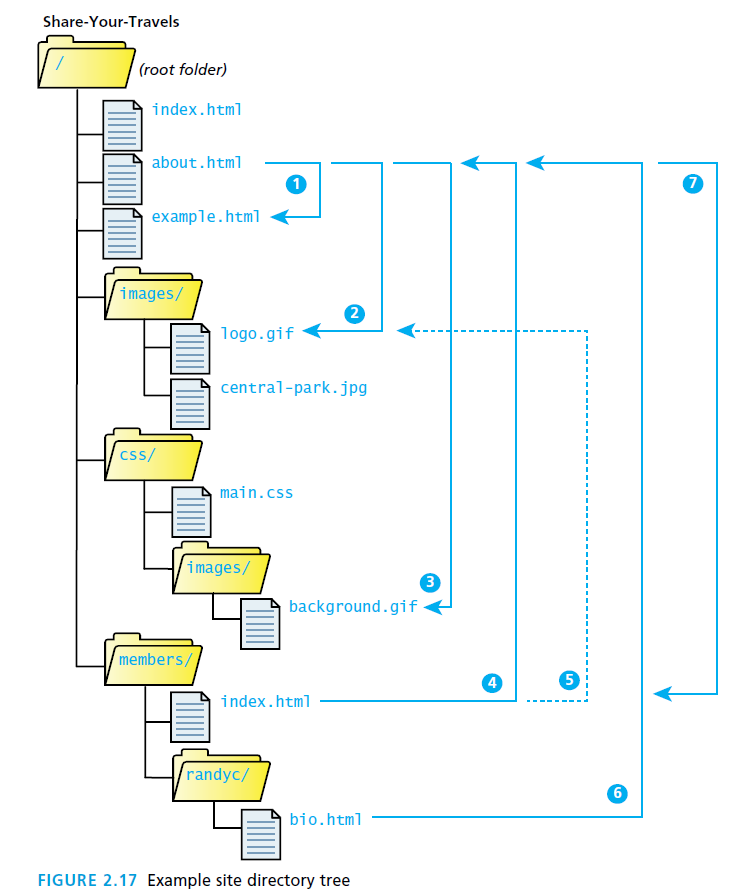 Share-Your-Travels
/
(root folder)
index.html
about.html
7
1
example.html
images/
2
logo.gif
central-park.jpg
css/
main.css
images/
3
background.gif
members/
4
5
index.html
randyc/
6
bio.html
FIGURE 2.17 Example site directory tree